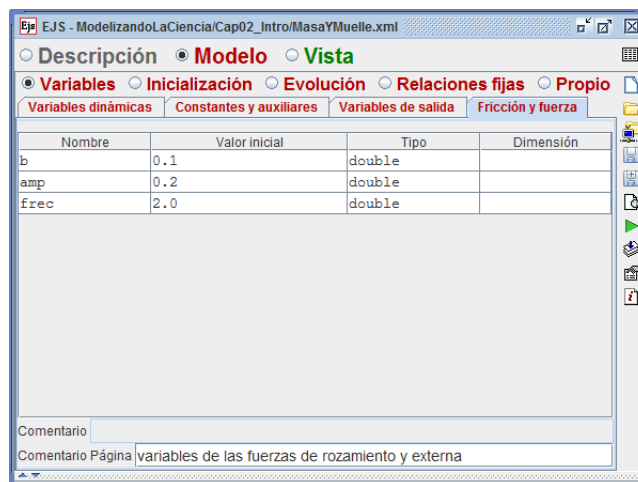 Ejs EJS - ModelizandoLaCiencia/Cap02_Intro/MasaYMuelle.xml
Descripción Modelo Vista
Variables Inicialización Evolución Relaciones fijas Propio
Variables dinámicas Constantes y auxiliares Variables de salida Fricción y fuerza
Nombre Valor inicial Tipo Dimensión
b 0.1 double
amp 0.2 double
frec 2.0 double
Comentario
Comentario Página variables de las fuerzas de rozamiento y externa